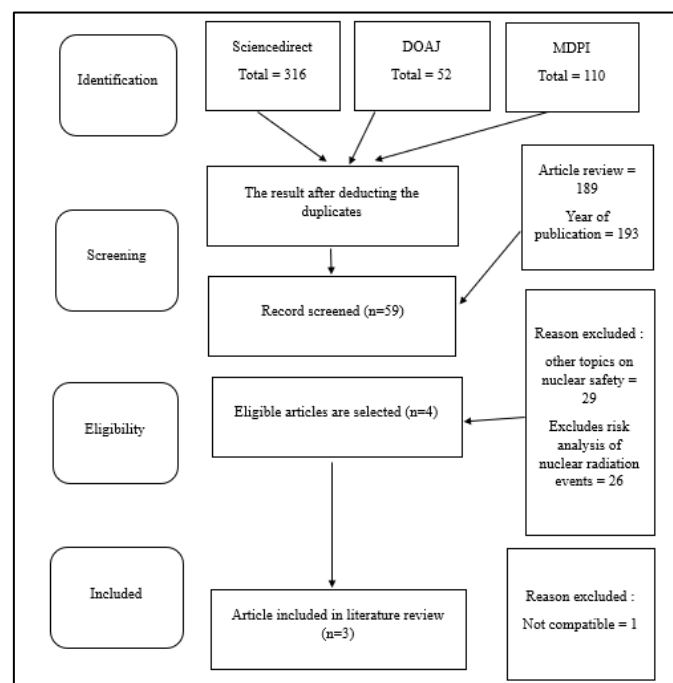 Identification
Sciencedirect
Total = 316
DOAJ
Total = 52
MDPI
Total = 110
The result after deducting the
duplicates
Article review =
189
Year of
publication = 193
Screening
Record screened (n=59)
Reason excluded :
other topics on
nuclear safety =
29
Excludes risk
analysis of
nuclear radiation
events = 26
Eligibility
Eligible articles are selected (n=4)
Included
Article included in literature review
(n=3)
Reason excluded :
Not compatible = 1